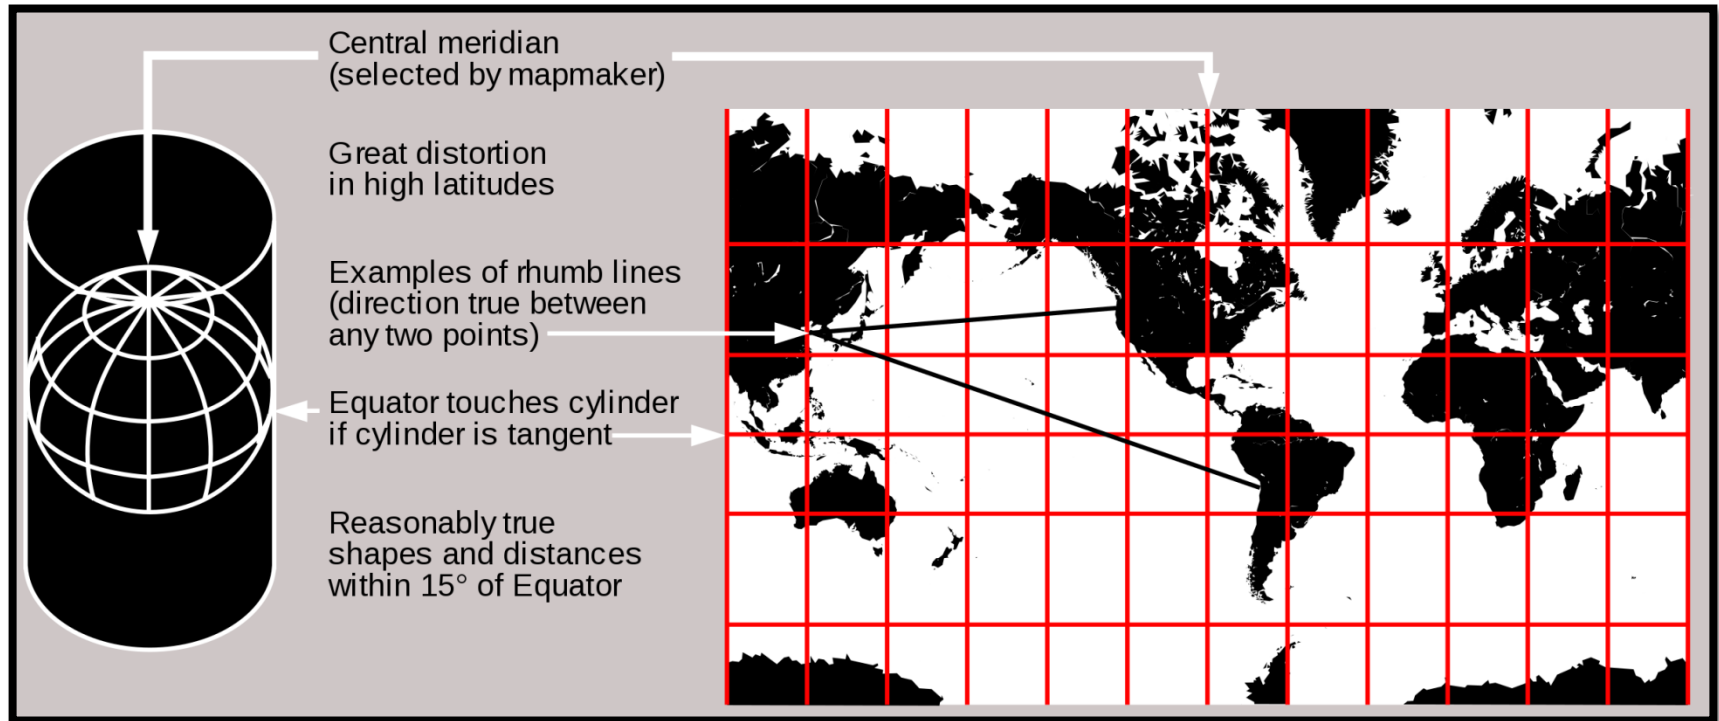 Central meridian
(selected by mapmaker)
Great distortion
in high latitudes
Examples of rhumb lines
(direction true between
any two points)
Equator touches cylinder
if cylinder is tangent
Reasonably true
shapes and distances
within 15° of Equator